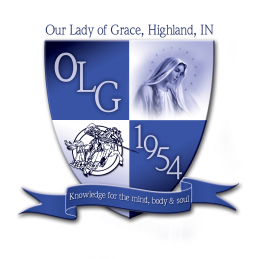 Our Lady of Grace, Highland, IN
OLG
1954
Knowledge for the mind, body & soul